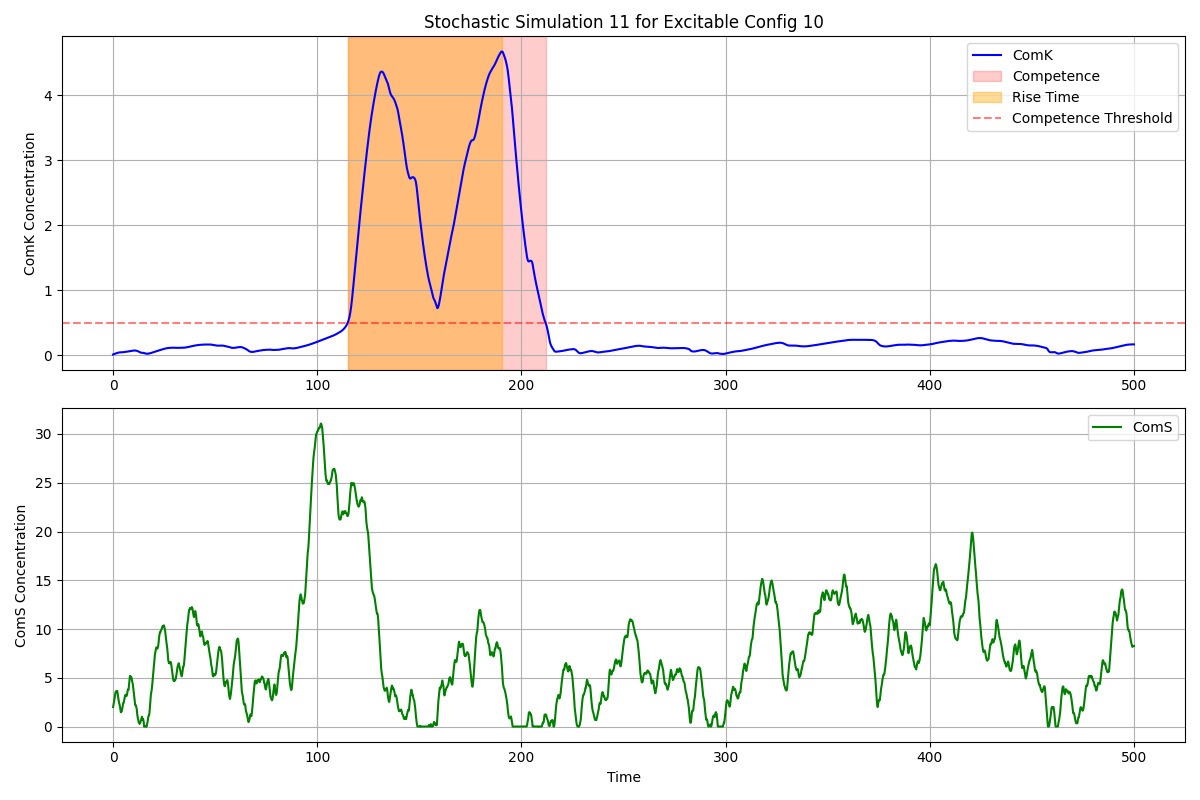 Stochastic Simulation 11 for Excitable Config 10
ComK Concentration
4
3
2
1
0
ComK
Competence
Rise Time
Competence Threshold
0 100 200 300 400 500
ComS Concentration
30
25
20
15
10
5
0
ComS
0 100 200 300 400 500
Time